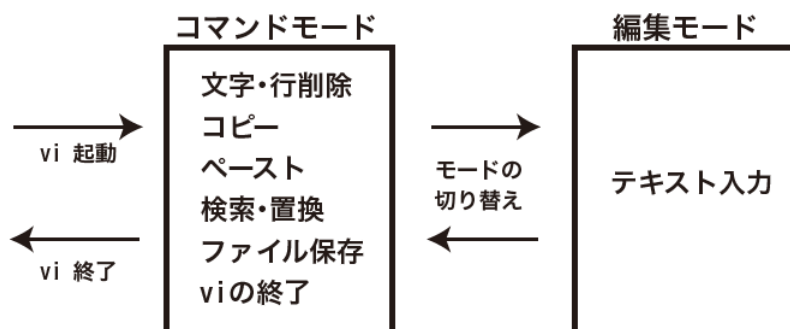 コマンドモード
編集モード
文字・行削除
コピー
ペースト
検索・置換
ファイル保存
viの終了
vi 起動
vi 終了
モードの
切り替え
テキスト入力